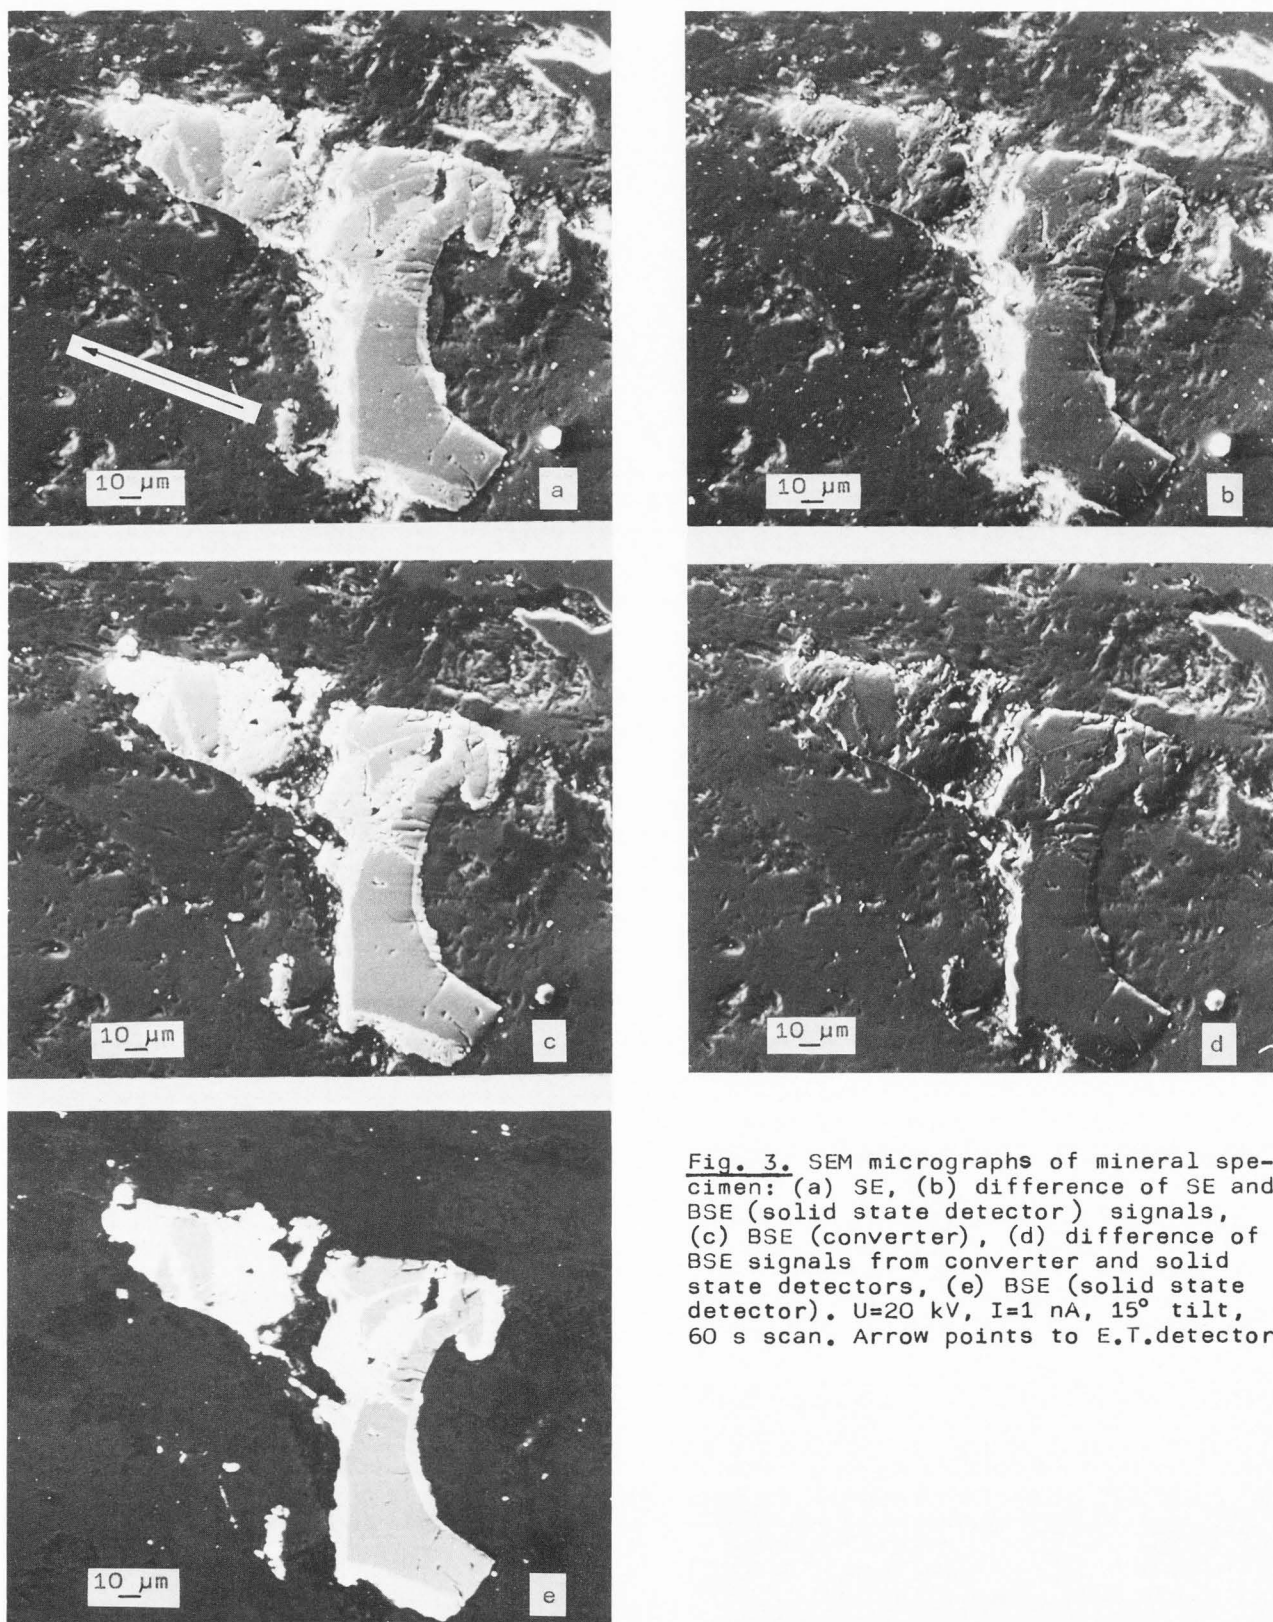 10 µm
a
10 µm
b
10 µm
c
10 µm
d
10 µm
e
Fig. 3. SEM micrographs of mineral spe-
cimen: (a) SE, (b) difference of SE and
BSE (solid state detector) signals,
(c) BSE (converter), (d) difference of
BSE signals from converter and solid
state detectors, (e) BSE (solid state
detector). U=20 kV, I=1 nA, 15° tilt,
60 s scan. Arrow points to E.T.detector